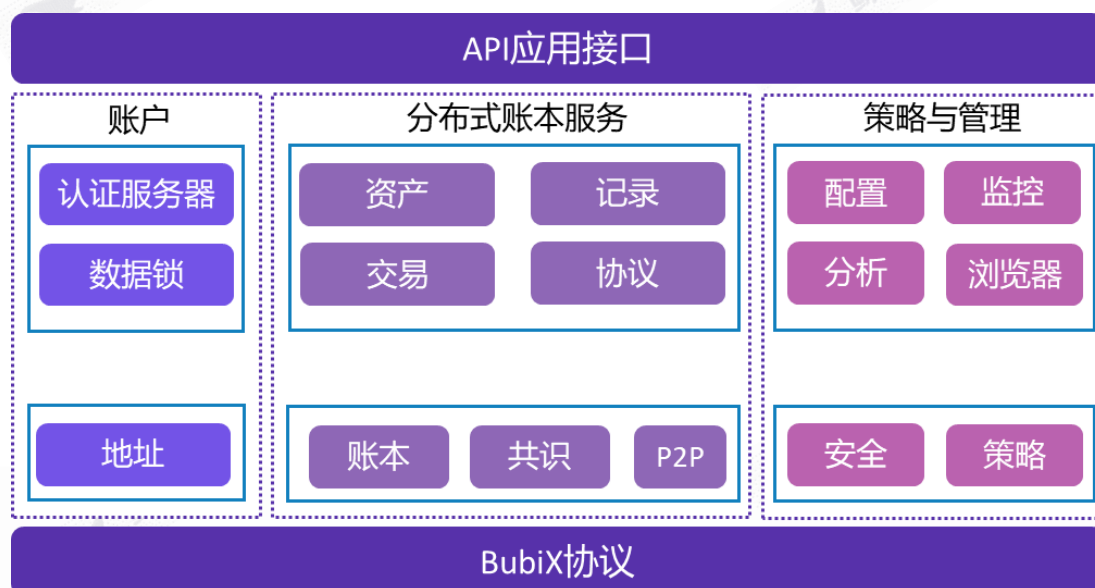 API应用接口
账户
认证服务器
数据锁
地址
分布式账本服务
资产 记录
交易 协议
账本 共识 P2P
策略与管理
配置 监控
分析 浏览器
安全 策略
BubiX协议